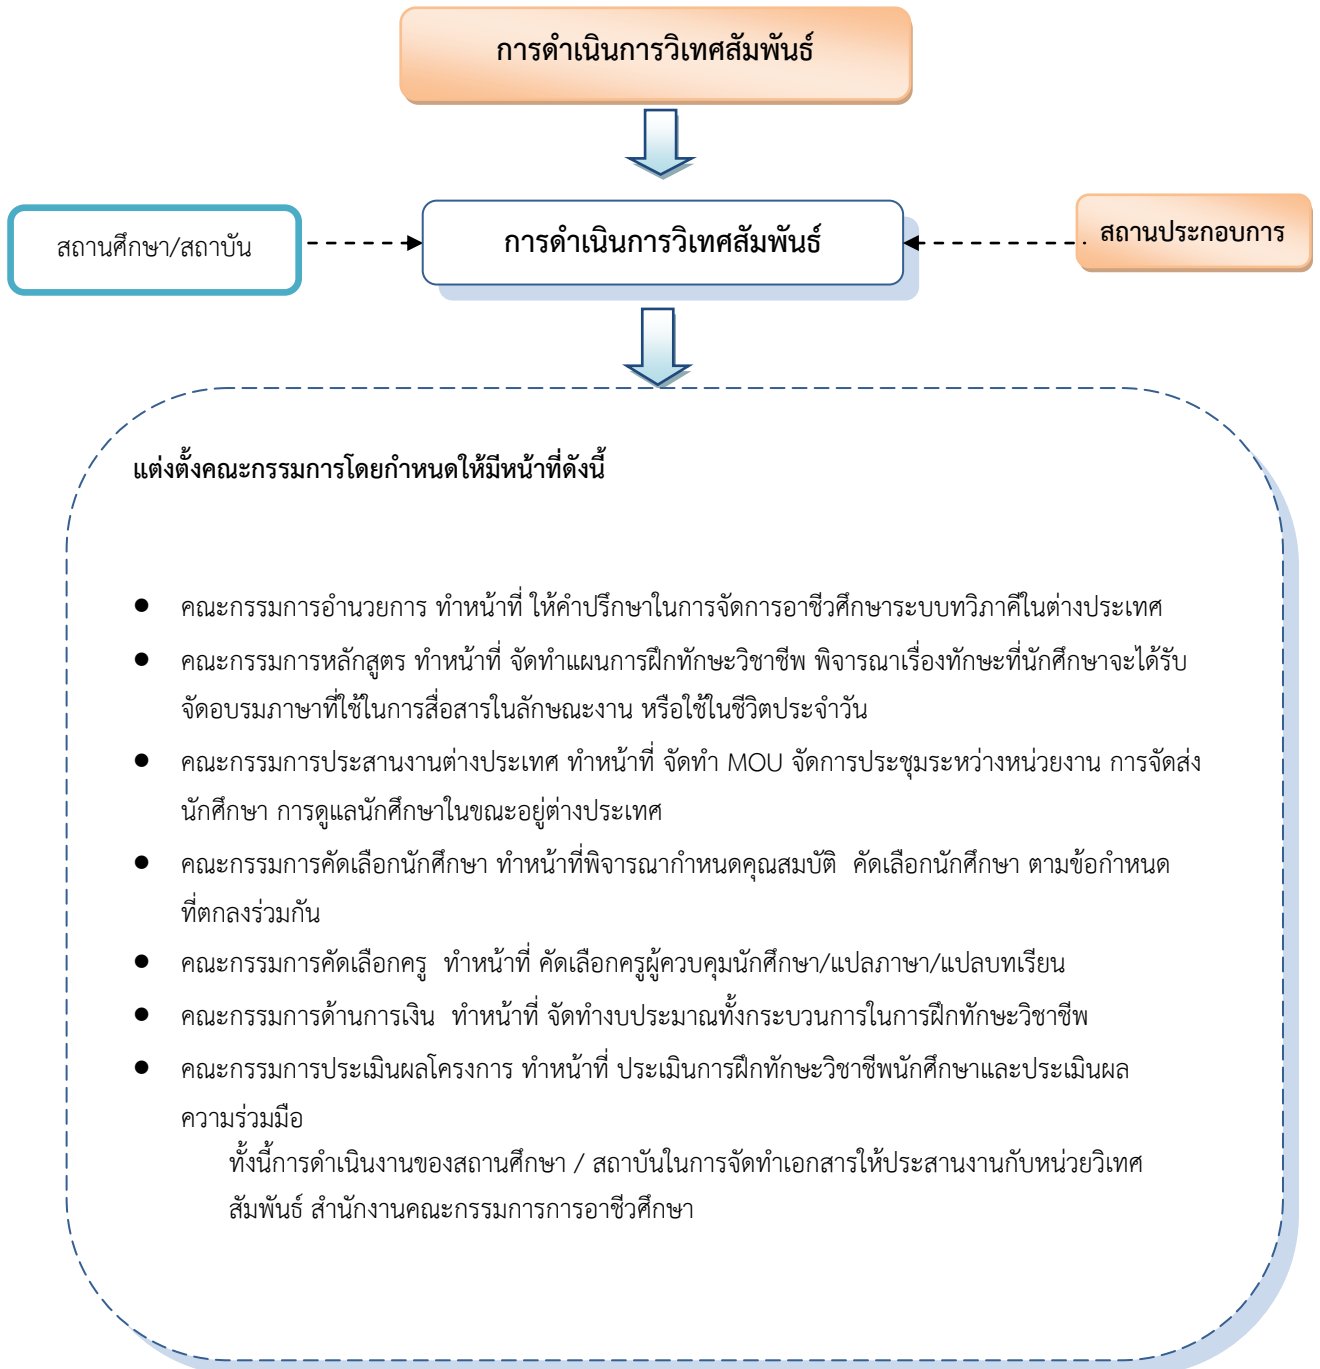 การดำเนินการวิเทศสัมพันธ์
สถานศึกษา/สถาบัน
การดำเนินการวิเทศสัมพันธ์
สถานประกอบการ
แต่งตั้งคณะกรรมการโดยกำหนดให้มีหน้าที่ดังนี้
● คณะกรรมการอำนวยการ ทำหน้าที่ ให้คำปรึกษาในการจัดการอาชีวศึกษาระบบทวิภาคีในต่างประเทศ
● คณะกรรมการหลักสูตร ทำหน้าที่ จัดทำแผนการฝึกทักษะวิชาชีพ พิจารณาเรื่องทักษะที่นักศึกษาจะได้รับ
จัดอบรมภาษาที่ใช้ในการสื่อสารในลักษณะงาน หรือใช้ในชีวิตประจำวัน
● คณะกรรมการประสานงานต่างประเทศ ทำหน้าที่ จัดทำ MOU จัดการประชุมระหว่างหน่วยงาน การจัดส่ง
นักศึกษา การดูแลนักศึกษาในขณะอยู่ต่างประเทศ
● คณะกรรมการคัดเลือกนักศึกษา ทำหน้าที่พิจารณากำหนดคุณสมบัติ  คัดเลือกนักศึกษา ตามข้อกำหนด
ที่ตกลงร่วมกัน
● คณะกรรมการคัดเลือกครู  ทำหน้าที่ คัดเลือกครูผู้ควบคุมนักศึกษา/แปลภาษา/แปลบทเรียน
● คณะกรรมการด้านการเงิน  ทำหน้าที่ จัดทำงบประมาณทั้งกระบวนการในการฝึกทักษะวิชาชีพ
● คณะกรรมการประเมินผลโครงการ ทำหน้าที่ ประเมินการฝึกทักษะวิชาชีพนักศึกษาและประเมินผล
ความร่วมมือ
ทั้งนี้การดำเนินงานของสถานศึกษา / สถาบันในการจัดทำเอกสารให้ประสานงานกับหน่วยวิเทศ
สัมพันธ์ สำนักงานคณะกรรมการการอาชีวศึกษา